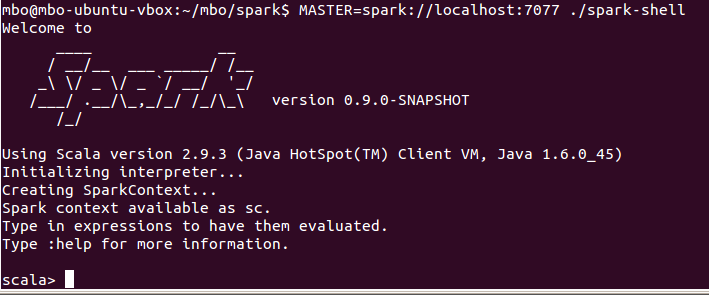 mbo@mbo-ubuntu-vbox:~/mbo/spark$ MASTER=spark://localhost:7077 ./spark-shell
Welcome to
      ____              __
     / __/__  ___ _____/ /__
    _\ \/ _ \/ _ `/ __/  '_/
   /___/ .__/\_,_/_/ /_/\_\   version 0.9.0-SNAPSHOT
      /_/
Using Scala version 2.9.3 (Java HotSpot(TM) Client VM, Java 1.6.0_45)
Initializing interpreter...
Creating SparkContext...
Spark context available as sc.
Type in expressions to have them evaluated.
Type :help for more information.
scala>